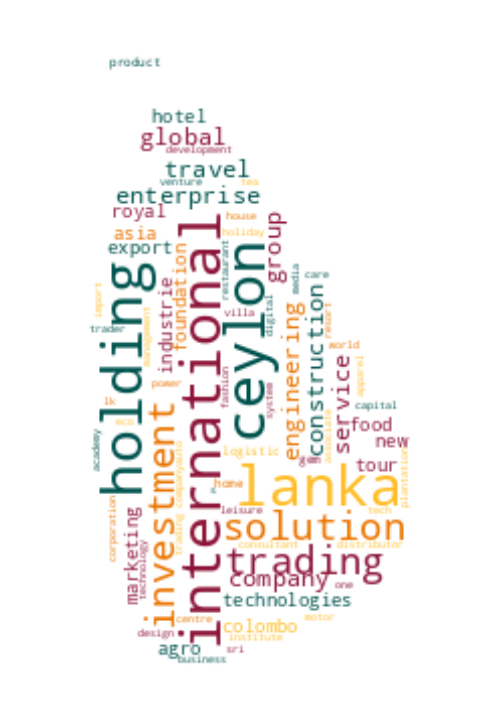 product
hotel
global
development
travel
venture
tea
enterprise
royal
house
asia
holiday
export
group
international
ceylon
holding
foundation
industrie
restaurant
digital
media
care
construction
engineering
resort
import
trader
management
villa
world
power
fashion
system
service
apparel
lk
eco
capital
food
new
academy
investment
companyauto
trading
logistic
gem
associate
tour
plantation
home
lanka
corporation
leisure
tech
solution
marketing
technology
consultant
distributor
trading
company
one
technologies
centre
colombo
motor
design
institute
agro
sri
business